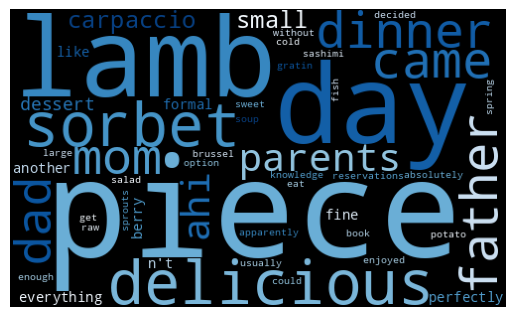 carpaccio small decided dinner
without
cold
like sashimi came
lamb day
gratin fish
dessert formal sweet spring
sorbet soup
mom parents father
large brussel
another option knowledge reservations absolutely
salad eat
dad piece ahi
get
raw sprouts berry fine potato
apparently book
n't usually enjoyed
enough could
everything delicious perfectly